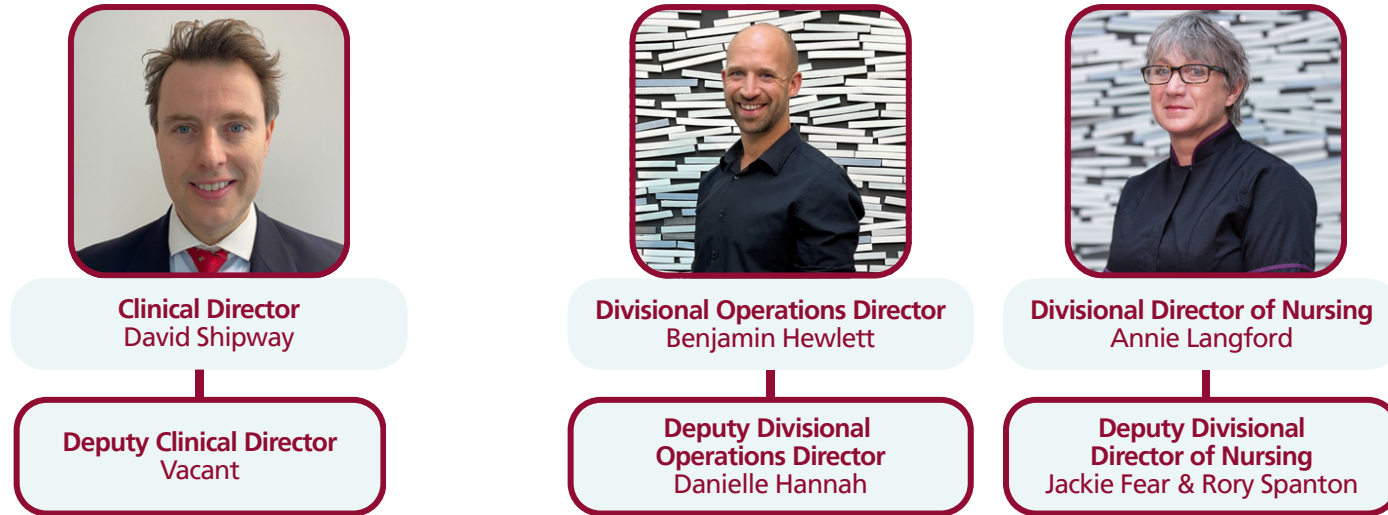 Clinical Director
David Shipway
Divisional Operations Director
Benjamin Hewlett
Divisional Director of Nursing
Annie Langford
Deputy Clinical Director
Vacant
Deputy Divisional
Operations Director
Danielle Hannah
Deputy Divisional
Director of Nursing
Jackie Fear & Rory Spanton